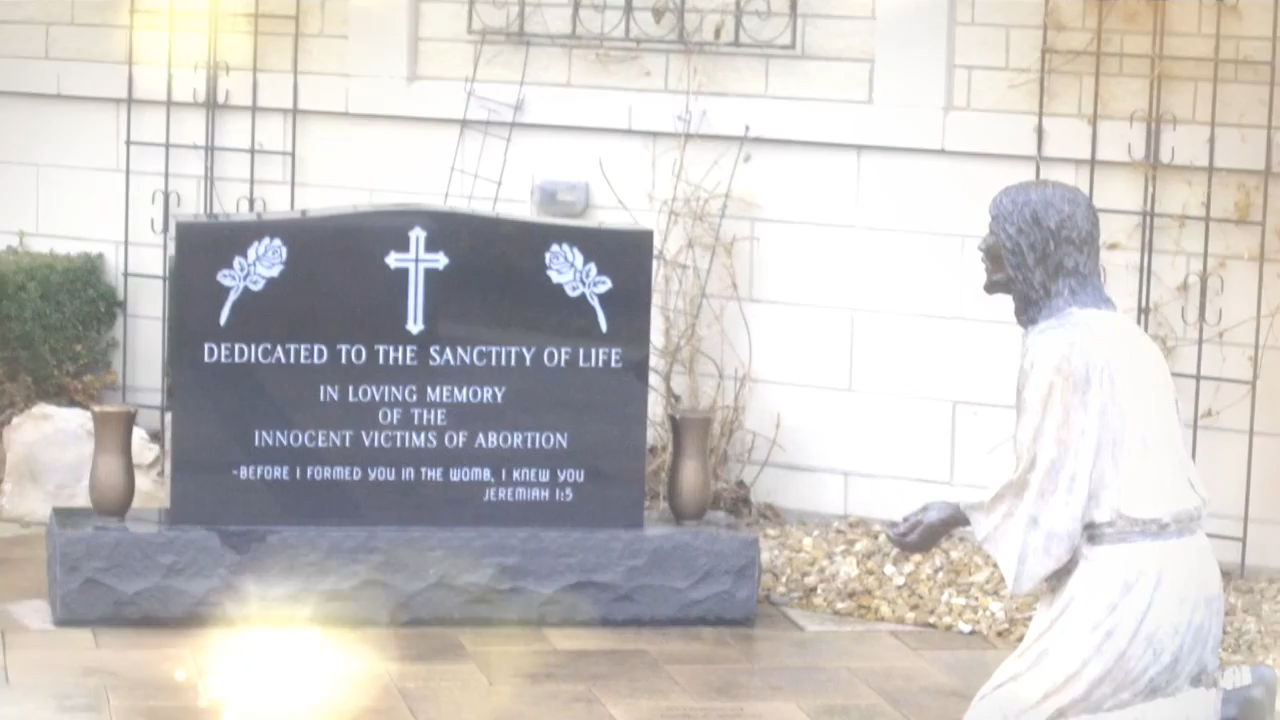 DEDICATED TO THE SANCTITY OF LIFE
IN LOVING MEMORY
OF THE
INNOCENT VICTIMS OF ABORTION
-BEFORE I FORMED YOU IN THE WOMB, I KNEW YOU
JEREMIAH 1:5